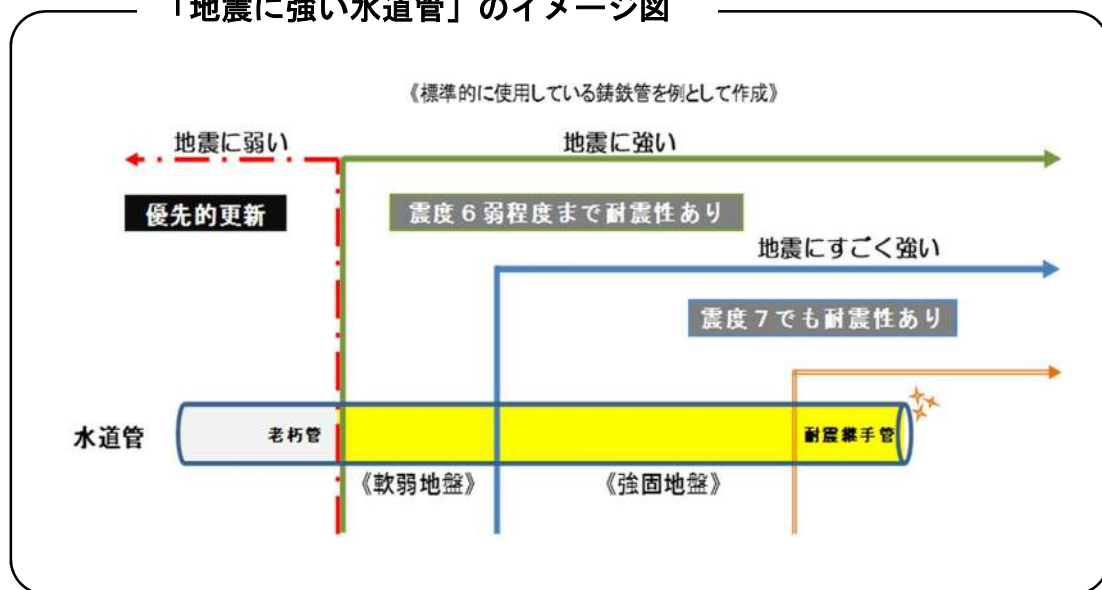 「地震に強い水道管」のイメージ図
《標準的に使用している鋳鉄管を例として作成》
地震に弱い
地震に強い
優先的更新
震度６弱程度まで耐震性あり
地震にすごく強い
震度７でも耐震性あり
水道管
老朽管
耐震継手管
《軟弱地盤》
《強固地盤》